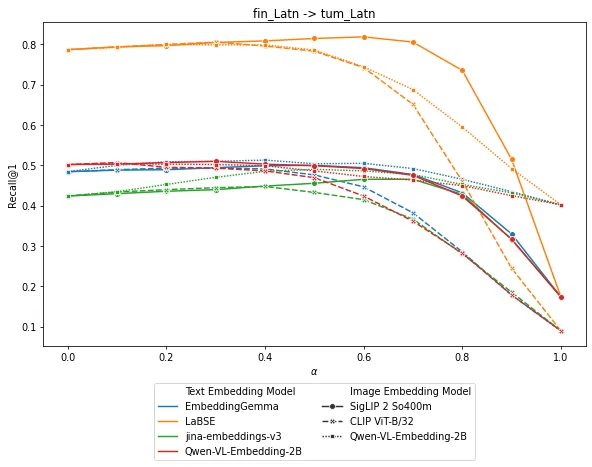 fin_Latn -> tum_Latn
Recall@1
0.8
0.7
0.6
0.5
0.4
0.3
0.2
0.1
0.0 0.2 0.4 0.6 0.8 1.0
α
Text Embedding Model Image Embedding Model
EmbeddingGemma SigLIP 2 So400m
LaBSE CLIP ViT-B/32
jina-embeddings-v3 Qwen-VL-Embedding-2B
Qwen-VL-Embedding-2B